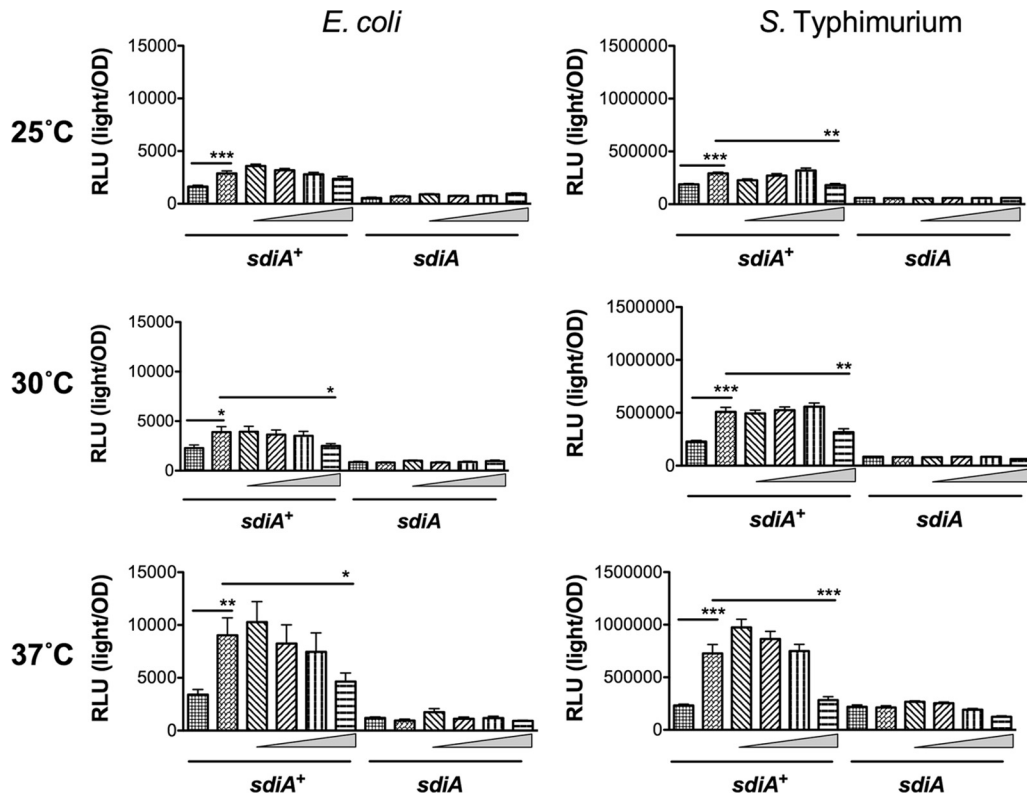 E. coli
S. Typhimurium
25˚C
RLU (light/OD)
15000
10000
5000
0
***
sdiA+
sdiA
RLU (light/OD)
1500000
1000000
500000
0
***
**
sdiA+
sdiA
30˚C
RLU (light/OD)
15000
10000
5000
0
*
*
sdiA+
sdiA
RLU (light/OD)
1500000
1000000
500000
0
***
**
sdiA+
sdiA
37˚C
RLU (light/OD)
15000
10000
5000
0
**
*
sdiA+
sdiA
RLU (light/OD)
1500000
1000000
500000
0
***
***
sdiA+
sdiA